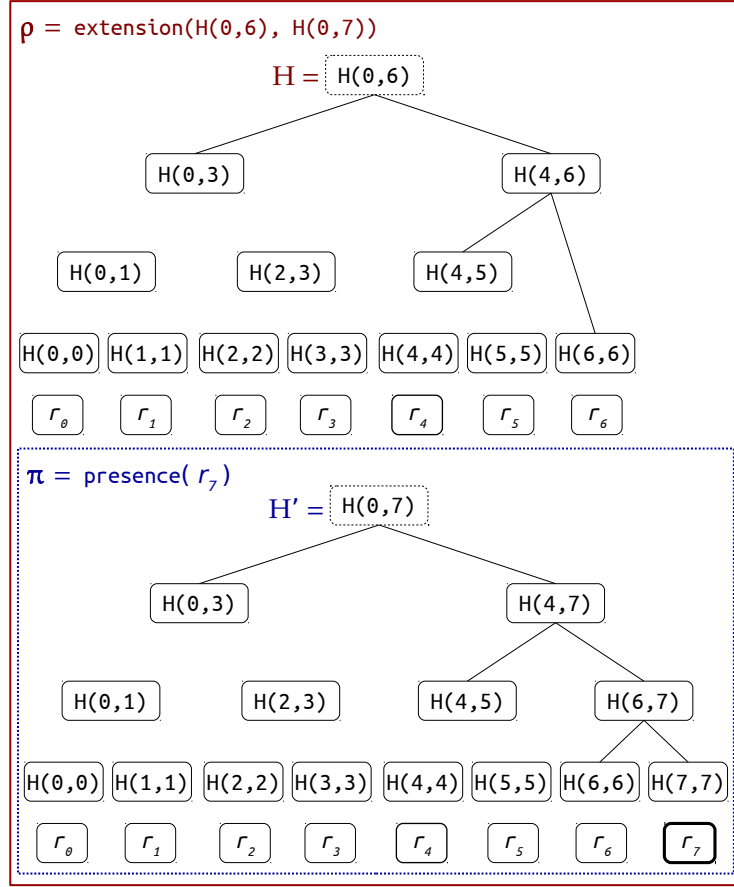 ρ = extension(H(0,6), H(0,7))
H = H(0,6)
H(0,3) H(4,6)
H(0,1) H(2,3) H(4,5)
H(0,0) H(1,1) H(2,2) H(3,3) H(4,4) H(5,5) H(6,6)
r₀ r₁ r₂ r₃ r₄ r₅ r₆
π = presence( r₇)
H' = H(0,7)
H(0,3) H(4,7)
H(0,1) H(2,3) H(4,5) H(6,7)
H(0,0) H(1,1) H(2,2) H(3,3) H(4,4) H(5,5) H(6,6) H(7,7)
r₀ r₁ r₂ r₃ r₄ r₅ r₆ r₇